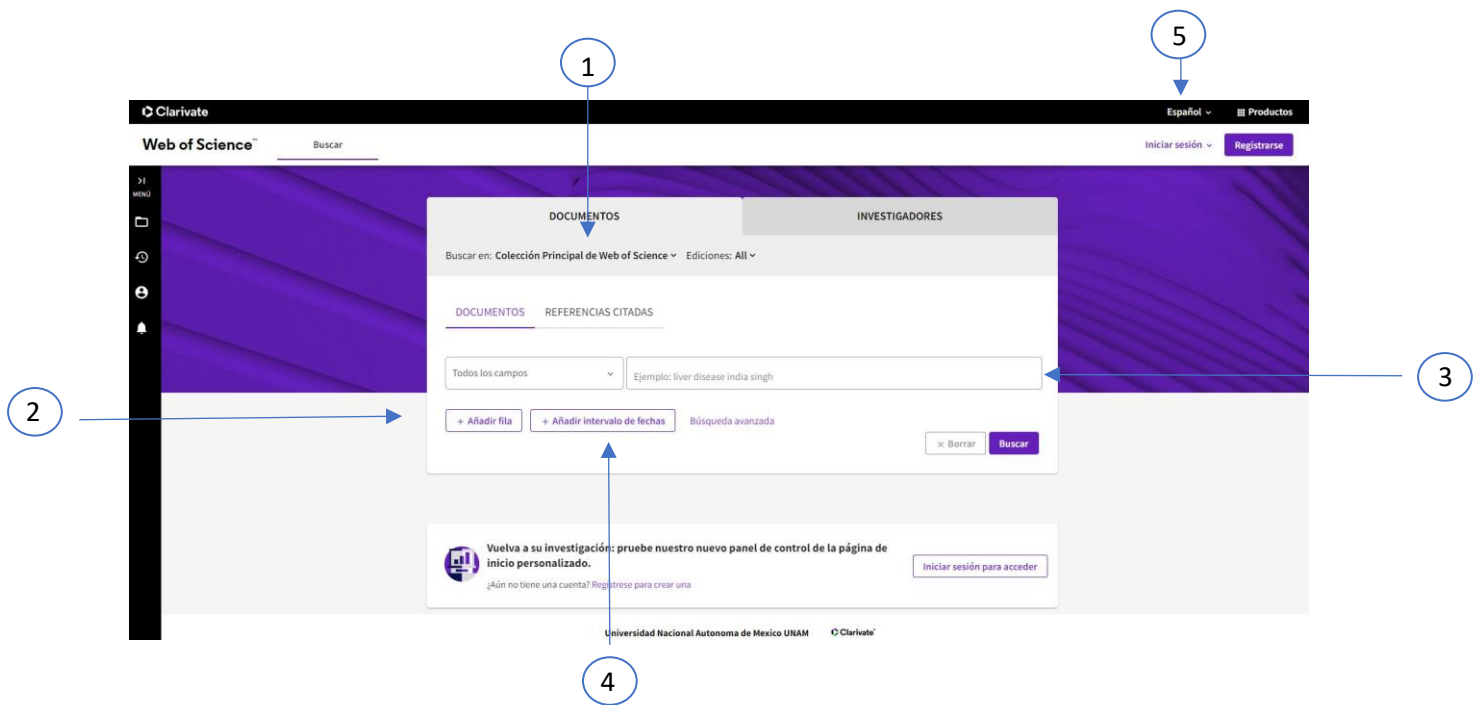 5
1
Clarivate
Español
Productos
Web of Science™
Buscar
Iniciar sesión
Registrarse
MENÚ
DOCUMENTOS
INVESTIGADORES
Buscar en: Colección Principal de Web of Science Ediciones: All
DOCUMENTOS
REFERENCIAS CITADAS
Todos los campos
Ejemplo: liver disease india singh
3
2
+ Añadir fila
+ Añadir intervalo de fechas
Búsqueda avanzada
× Borrar
Buscar
Vuelva a su investigación: pruebe nuestro nuevo panel de control de la página de
inicio personalizado.
Iniciar sesión para acceder
¿Aún no tiene una cuenta? Regístrese para crear una
Universidad Nacional Autonoma de Mexico UNAM
Clarivate™
4